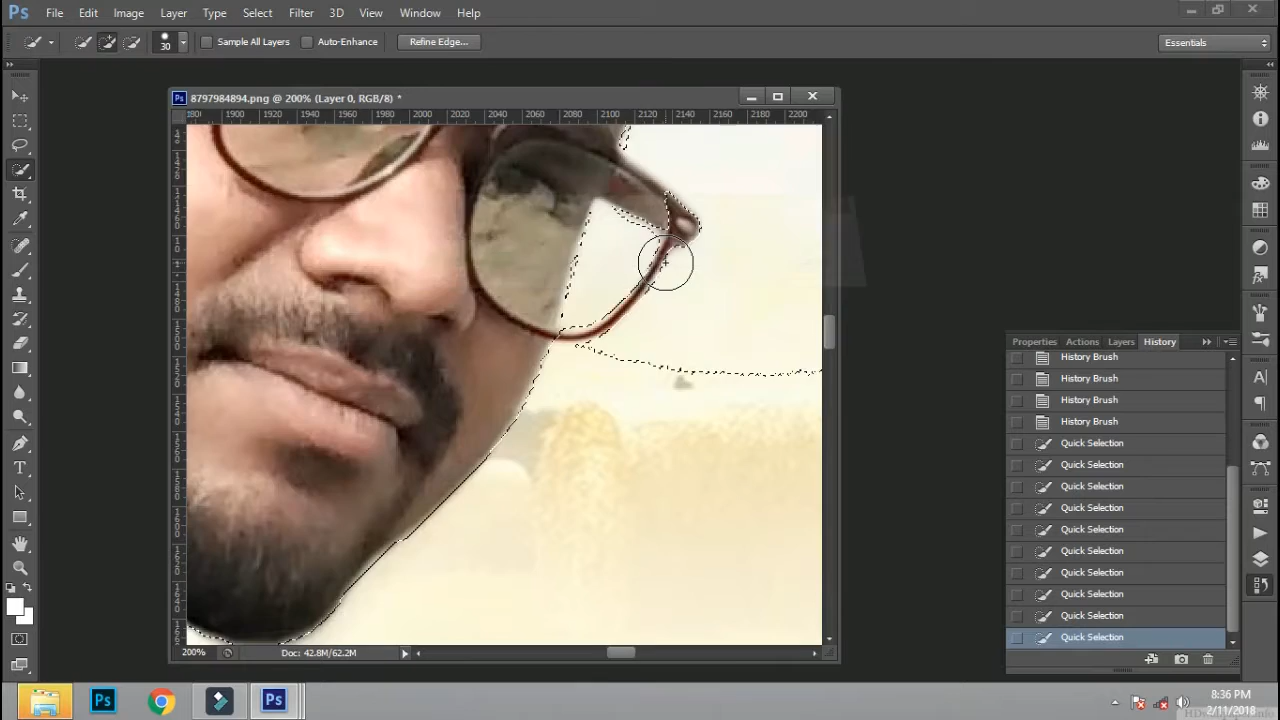 Ps File Edit Image Layer Type Select Filter 3D View Window Help
30 Sample All Layers Auto-Enhance Refine Edge... Essentials
8797984894.png @ 200% (Layer 0, RGB/8) *
1900 1920 1940 1960 1980 2000 2020 2040 2060 2080 2100 2120 2140 2160 2180 2200
Properties Actions Layers History
History Brush
History Brush
History Brush
History Brush
Quick Selection
Quick Selection
Quick Selection
Quick Selection
Quick Selection
Quick Selection
Quick Selection
Quick Selection
Quick Selection
Quick Selection
200% Doc: 42.8M/62.2M
8:36 PM
2/11/2018